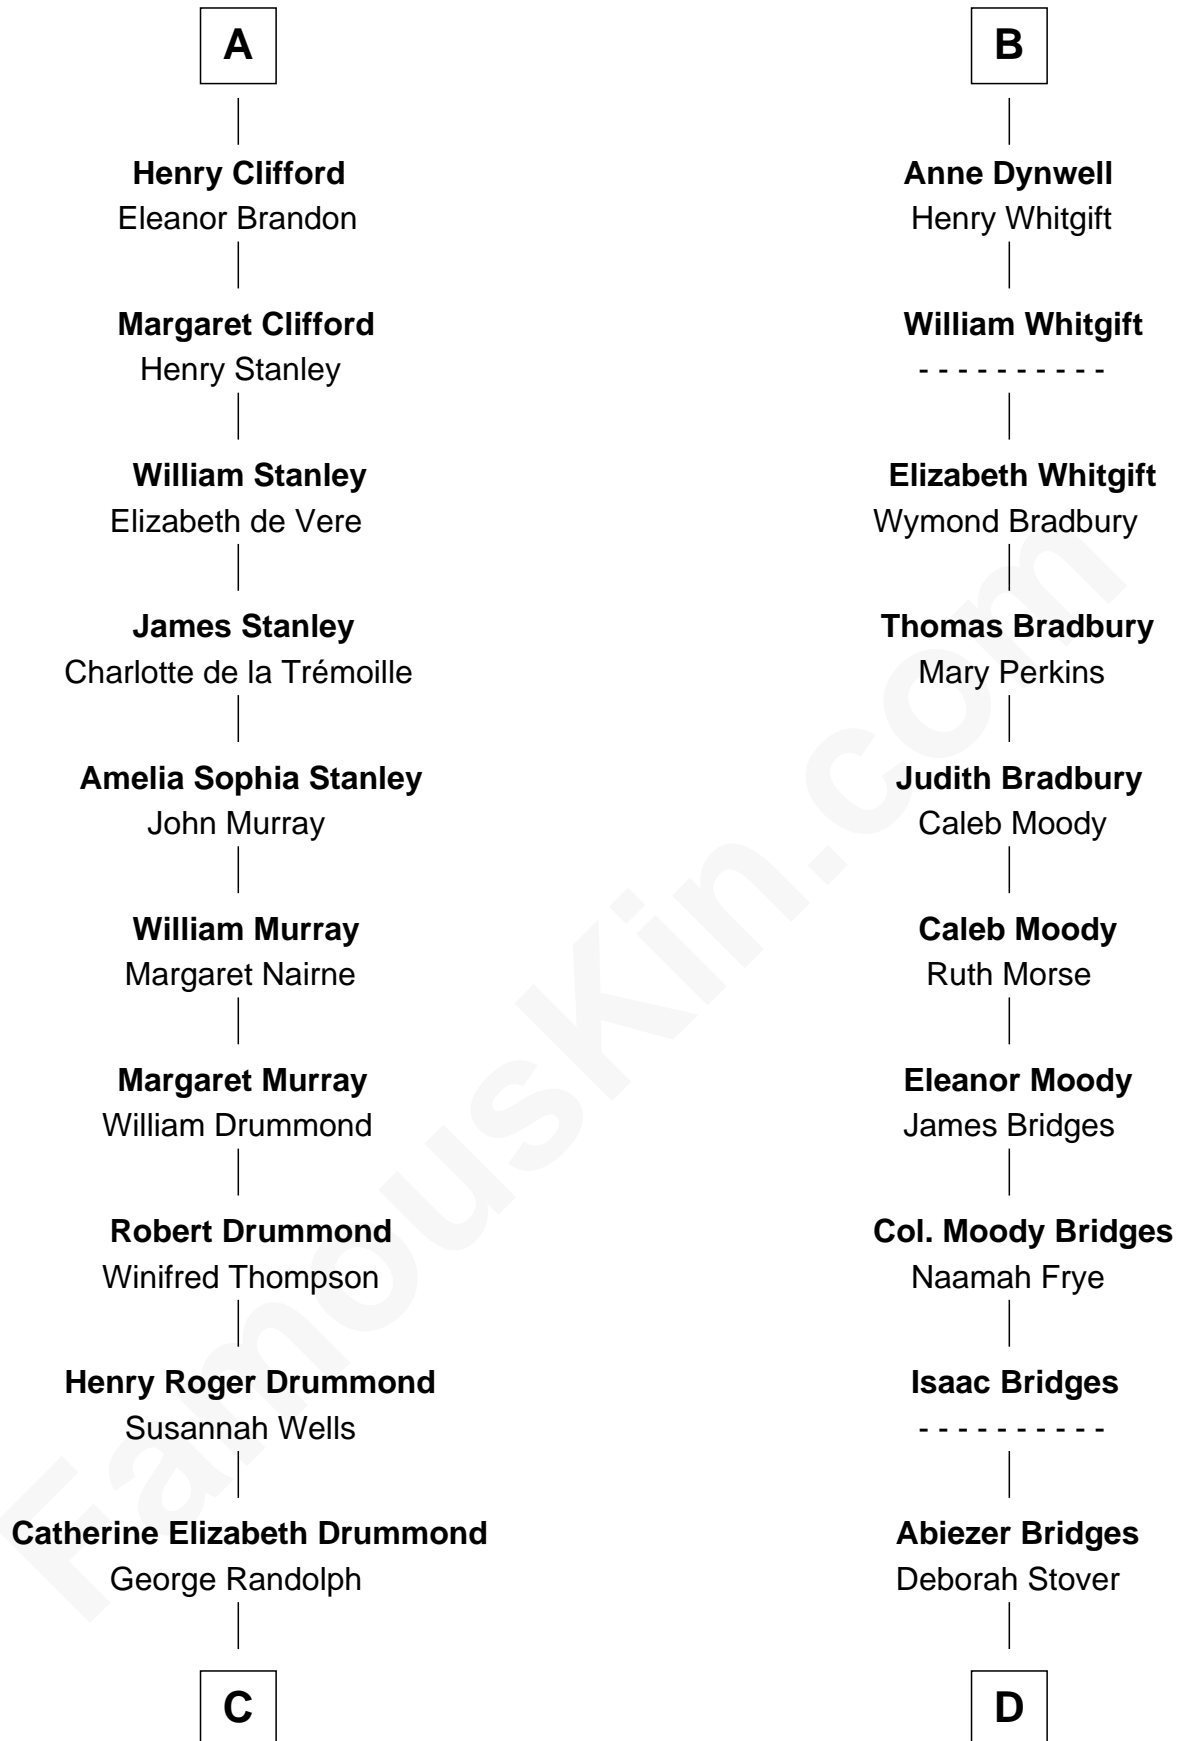 A
Henry Clifford
Eleanor Brandon
Margaret Clifford
Henry Stanley
William Stanley
Elizabeth de Vere
James Stanley
Charlotte de la Trémoille
Amelia Sophia Stanley
John Murray
William Murray
Margaret Nairne
Margaret Murray
William Drummond
Robert Drummond
Winifred Thompson
Henry Roger Drummond
Susannah Wells
Catherine Elizabeth Drummond
George Randolph
C
B
Anne Dynwell
Henry Whitgift
William Whitgift
- - - - - - - - - -
Elizabeth Whitgift
Wymond Bradbury
Thomas Bradbury
Mary Perkins
Judith Bradbury
Caleb Moody
Caleb Moody
Ruth Morse
Eleanor Moody
James Bridges
Col. Moody Bridges
Naamah Frye
Isaac Bridges
- - - - - - - - - -
Abiezer Bridges
Deborah Stover
D
FamousKin.com